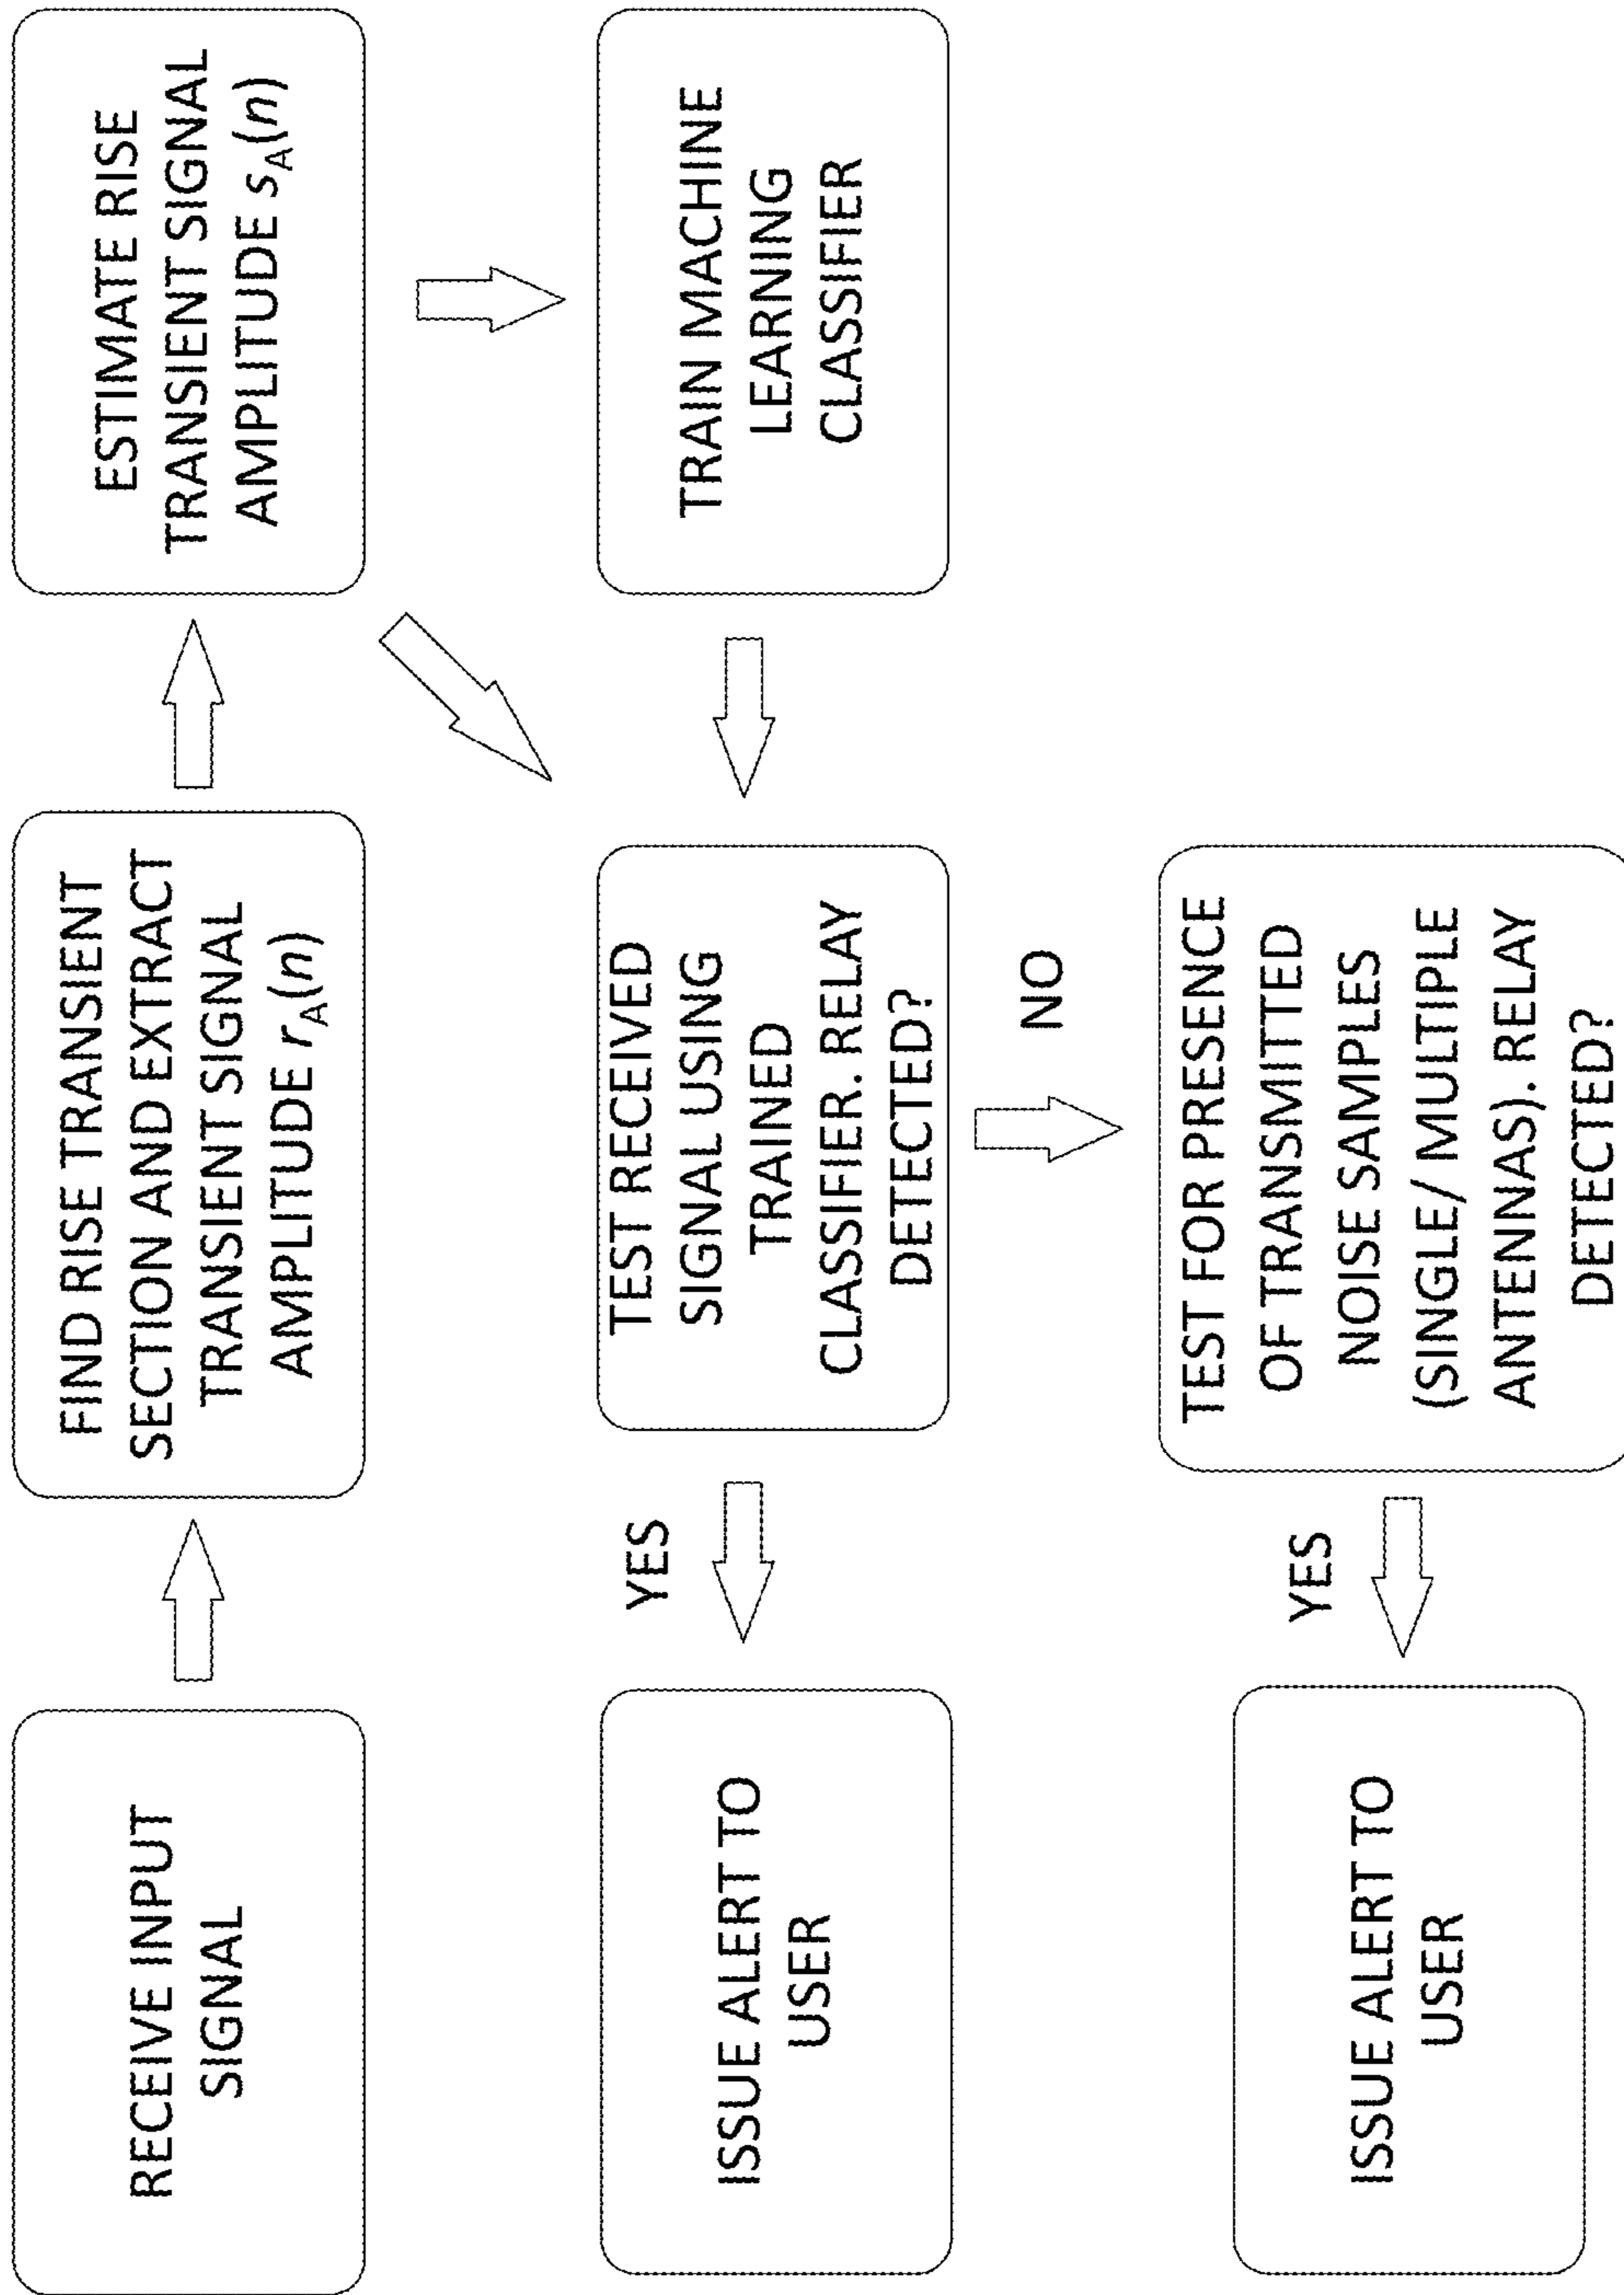 RECEIVE INPUT
SIGNAL
FIND RISE TRANSIENT
SECTION AND EXTRACT
TRANSIENT SIGNAL
AMPLITUDE r_A(n)
ESTIMATE RISE
TRANSIENT SIGNAL
AMPLITUDE s_A(n)
ISSUE ALERT TO
USER
YES
TEST RECEIVED
SIGNAL USING
TRAINED
CLASSIFIER. RELAY
DETECTED?
TRAIN MACHINE
LEARNING
CLASSIFIER
NO
ISSUE ALERT TO
USER
YES
TEST FOR PRESENCE
OF TRANSMITTED
NOISE SAMPLES
(SINGLE/ MULTIPLE
ANTENNAS). RELAY
DETECTED?